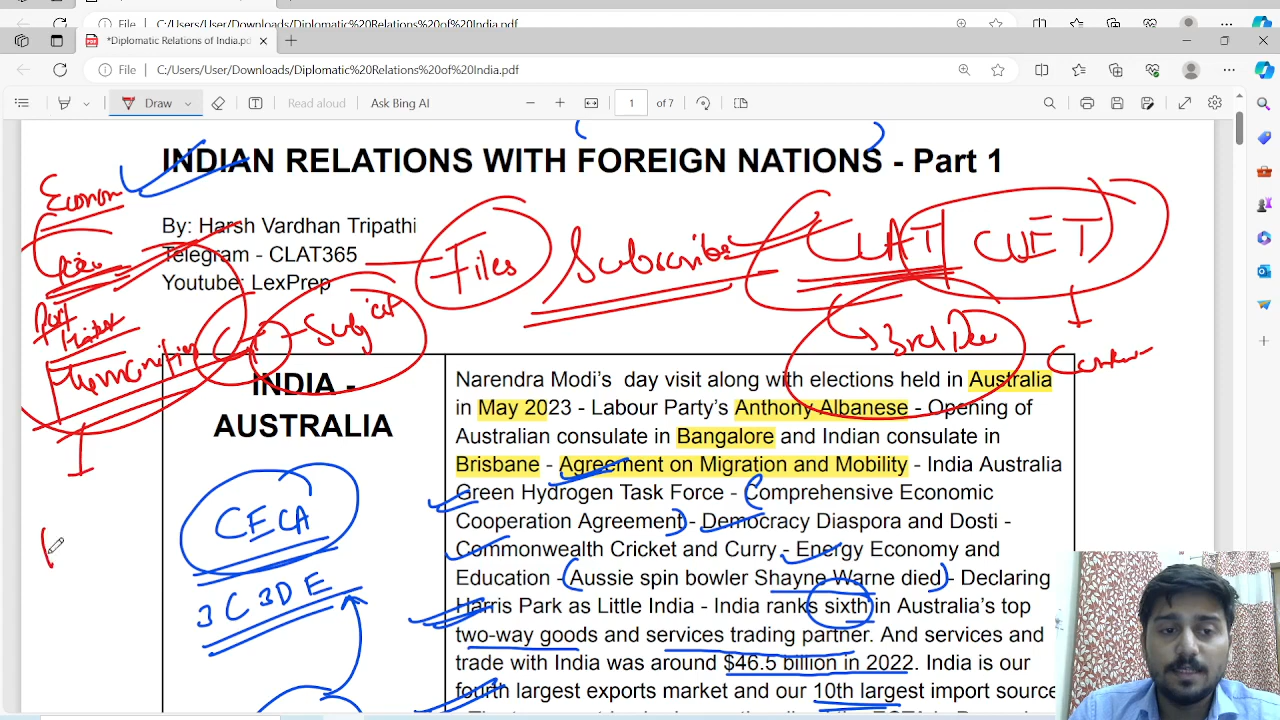 File C:/Users/User/Downloads/Diplomatic%20Relations%20of%20India.pdf
*Diplomatic Relations of India.pd
File C:/Users/User/Downloads/Diplomatic%20Relations%20of%20India.pdf
Draw Read aloud Ask Bing AI 1 of 7
INDIAN RELATIONS WITH FOREIGN NATIONS - Part 1
Econom
By: Harsh Vardhan Tripathi
Telegram - CLAT365
Youtube: LexPrep
Files
Subscribe
CLAT CUET
3rd Dec
Humanities
INDIA -
AUSTRALIA
CECA
3C 3D E
Narendra Modi's day visit along with elections held in Australia
in May 2023 - Labour Party's Anthony Albanese - Opening of
Australian consulate in Bangalore and Indian consulate in
Brisbane - Agreement on Migration and Mobility - India Australia
Green Hydrogen Task Force - Comprehensive Economic
Cooperation Agreement - Democracy Diaspora and Dosti -
Commonwealth Cricket and Curry - Energy Economy and
Education - Aussie spin bowler Shayne Warne died - Declaring
Harris Park as Little India - India ranks sixth in Australia's top
two-way goods and services trading partner. And services and
trade with India was around $46.5 billion in 2022. India is our
fourth largest exports market and our 10th largest import source